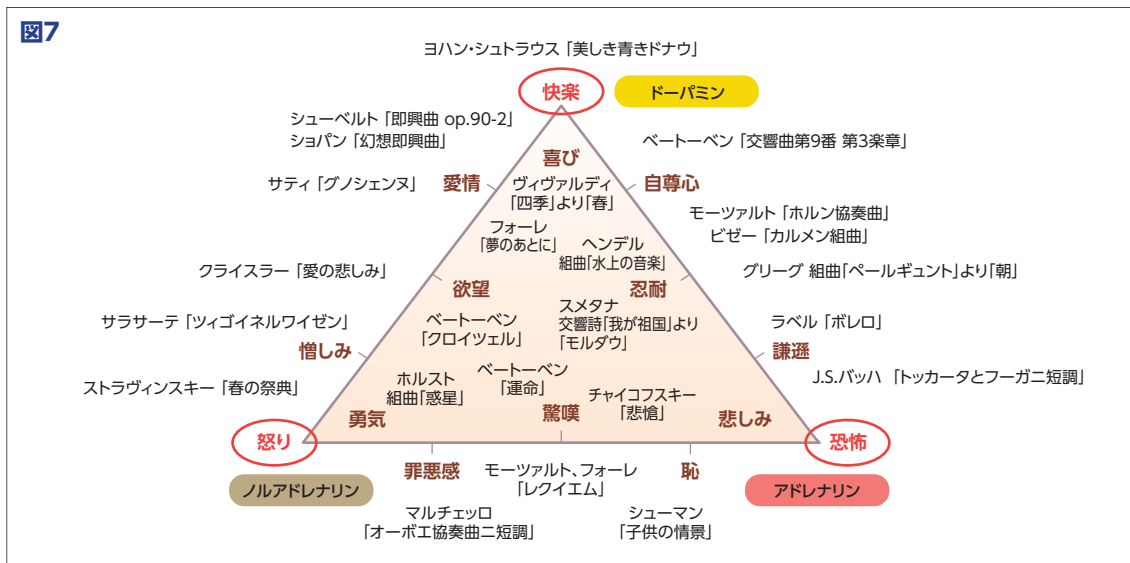 図7
ヨハン・シュトラウス「美しき青きドナウ」
快楽
ドーパミン
シューベルト「即興曲 op.90-2」
ショパン「幻想即興曲」
ベートーベン「交響曲第9番 第3楽章」
喜び
サティ「グノシェンヌ」
愛情
ヴィヴァルディ
「四季」より「春」
自尊心
モーツァルト「ホルン協奏曲」
ビゼー「カルメン組曲」
フォーレ
「夢のあとに」
ヘンデル
組曲「水上の音楽」
クライスラー「愛の悲しみ」
グリーグ 組曲「ペールギュント」より「朝」
欲望
忍耐
サラサーテ「ツィゴイネルワイゼン」
ベートーベン
「クロイツェル」
スメタナ
交響詩「我が祖国」より
「モルダウ」
ラベル「ボレロ」
憎しみ
謙遜
ストラヴィンスキー「春の祭典」
ホルスト
組曲「惑星」
ベートーベン
「運命」
チャイコフスキー
「悲愴」
J.S.バッハ 「トッカータとフーガニ短調」
勇気
驚嘆
悲しみ
怒り
恐怖
罪悪感
モーツァルト、フォーレ
「レクイエム」
恥
ノルアドレナリン
アドレナリン
マルチェッロ
「オーボエ協奏曲ニ短調」
シューマン
「子供の情景」